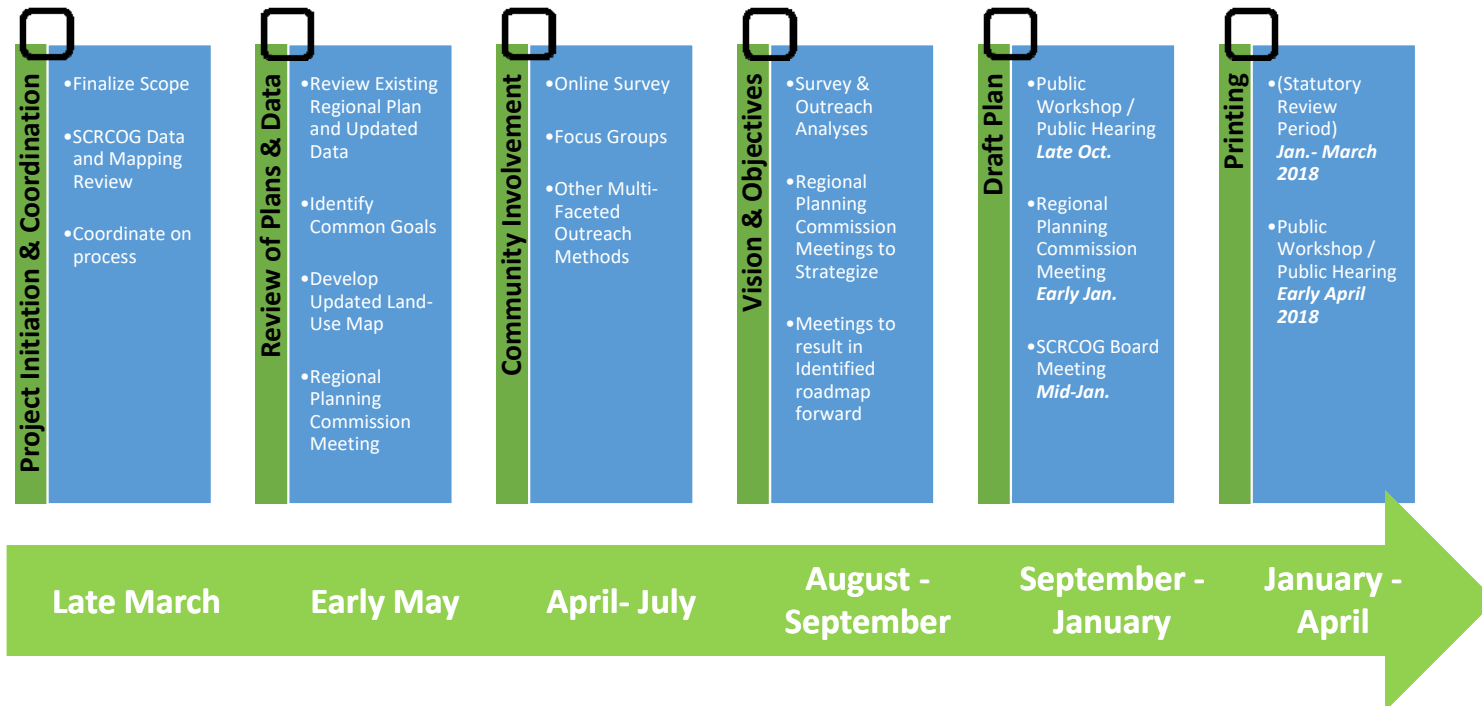 Project Initiation & Coordination
•Finalize Scope
•SCRCOG Data
and Mapping
Review
•Coordinate on
process
Review of Plans & Data
•Review Existing
Regional Plan
and Updated
Data
•Identify
Common Goals
•Develop
Updated Land-
Use Map
•Regional
Planning
Commission
Meeting
Community Involvement
•Online Survey
•Focus Groups
•Other Multi-
Faceted
Outreach
Methods
Vision & Objectives
•Survey &
Outreach
Analyses
•Regional
Planning
Commission
Meetings to
Strategize
•Meetings to
result in
Identified
roadmap
forward
Draft Plan
•Public
Workshop /
Public Hearing
Late Oct.
•Regional
Planning
Commission
Meeting
Early Jan.
•SCRCOG Board
Meeting
Mid-Jan.
Printing
•(Statutory
Review
Period)
Jan.- March
2018
•Public
Workshop /
Public Hearing
Early April
2018
Late March
Early May
April- July
August -
September
September -
January
January -
April